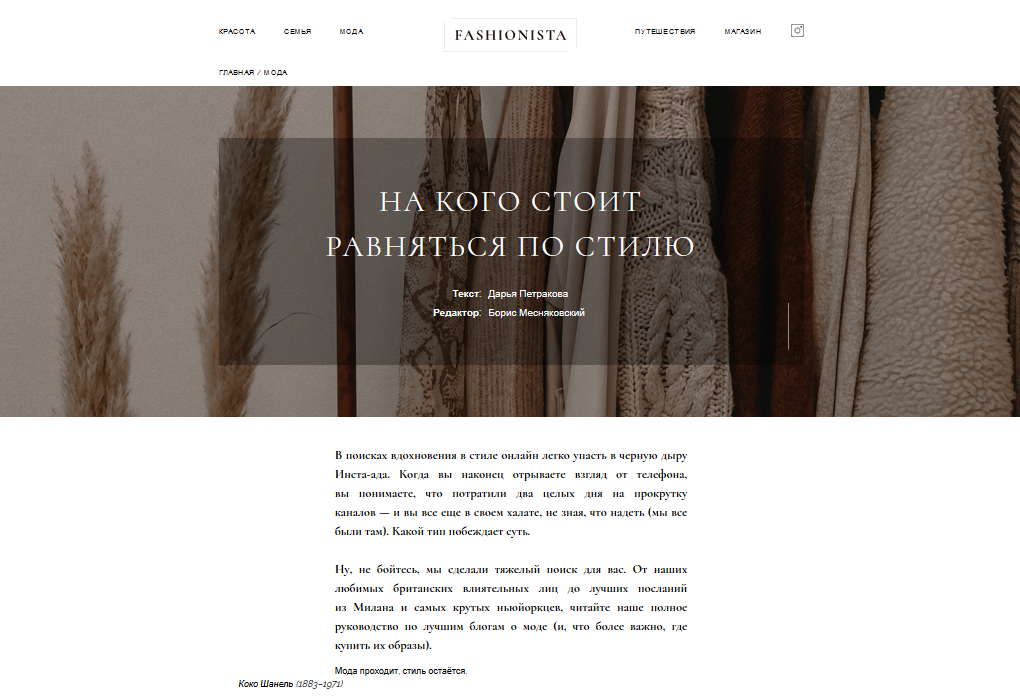 КРАСОТА СЕМЬЯ МОДА FASHIONISTA ПУТЕШЕСТВИЯ МАГАЗИН
ГЛАВНАЯ / МОДА
НА КОГО СТОИТ
РАВНЯТЬСЯ ПО СТИЛЮ
Текст: Дарья Петракова
Редактор: Борис Месняковский
В поисках вдохновения в стиле онлайн легко упасть в черную дыру
Инста-ада. Когда вы наконец отрываете взгляд от телефона,
вы понимаете, что потратили два целых дня на прокрутку
каналов — и вы все еще в своем халате, не зная, что надеть (мы все
были там). Какой тип побеждает суть.
Ну, не бойтесь, мы сделали тяжелый поиск для вас. От наших
любимых британских влиятельных лиц до лучших посланий
из Милана и самых крутых ньюйоркцев, читайте наше полное
руководство по лучшим блогам о моде (и, что более важно, где
купить их образы).
Мода проходит, стиль остаётся.
Коко Шанель (1883–1971)